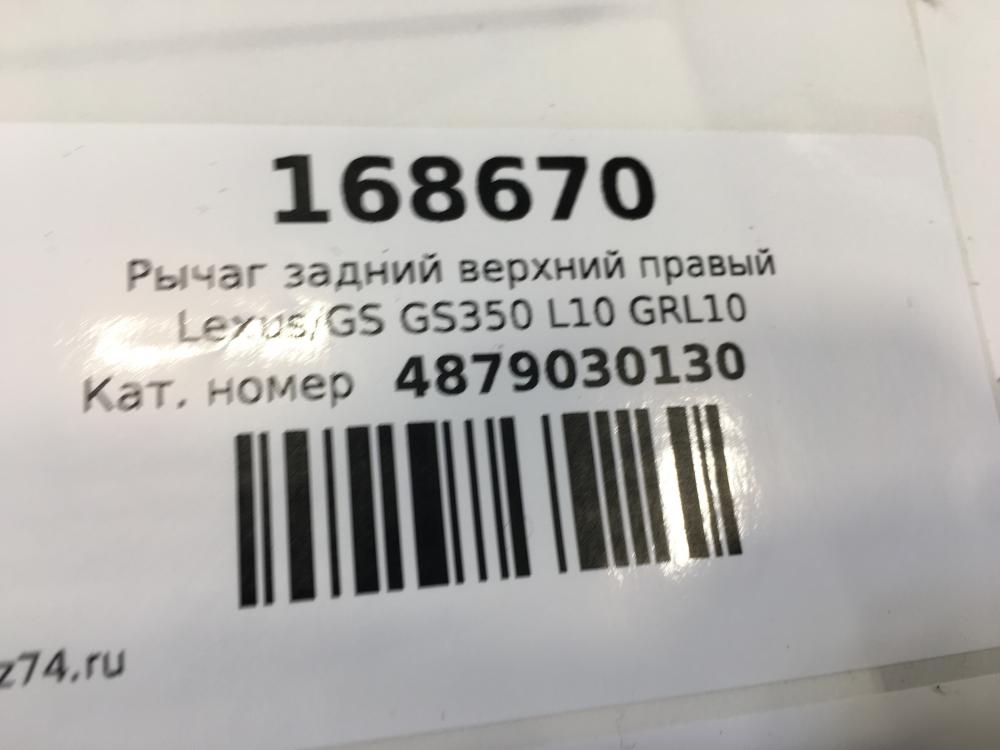 168670
Рычаг задний верхний правый
Lexus/GS GS350 L10 GRL10
Кат. номер 4879030130
z74.ru